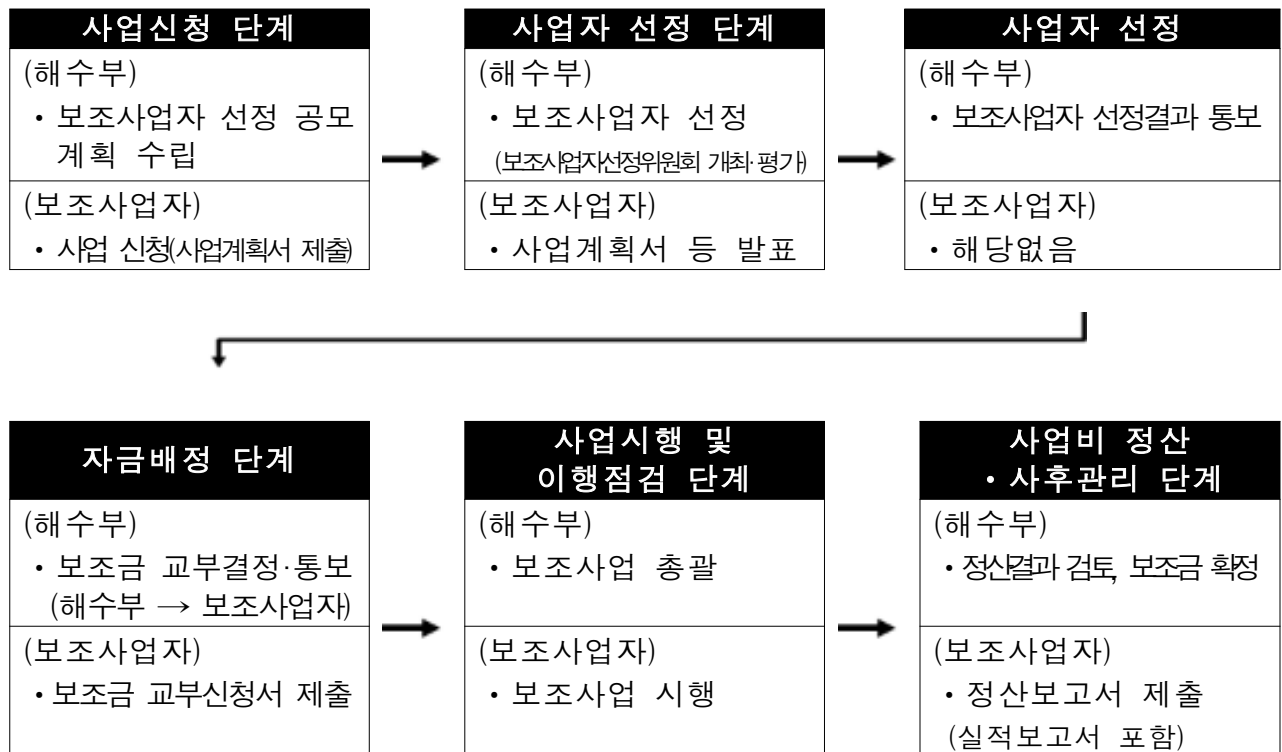 사업신청 단계
(해수부)
• 보조사업자 선정 공모
계획 수립
(보조사업자)
• 사업 신청(사업계획서 제출)
사업자 선정 단계
(해수부)
• 보조사업자 선정
(보조사업자선정위원회 개최·평가)
(보조사업자)
• 사업계획서 등 발표
사업자 선정
(해수부)
• 보조사업자 선정결과 통보
(보조사업자)
• 해당없음
자금배정 단계
(해수부)
• 보조금 교부결정·통보
(해수부 → 보조사업자)
(보조사업자)
• 보조금 교부신청서 제출
사업시행 및
이행점검 단계
(해수부)
• 보조사업 총괄
(보조사업자)
• 보조사업 시행
사업비 정산
• 사후관리 단계
(해수부)
• 정산결과 검토, 보조금 확정
(보조사업자)
• 정산보고서 제출
(실적보고서 포함)